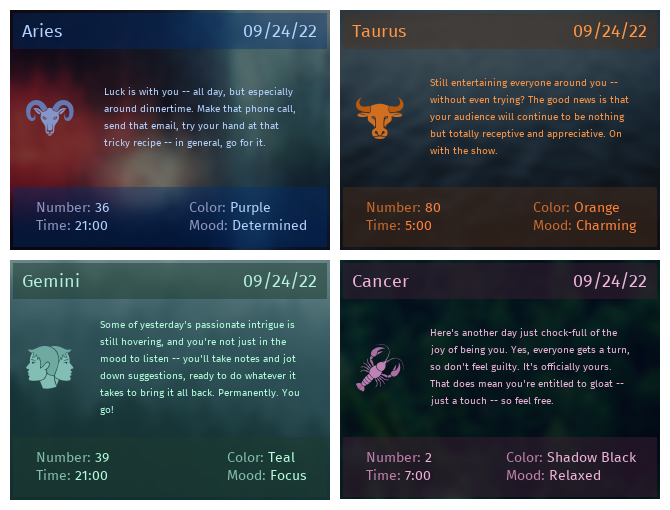 Aries 09/24/22
Luck is with you -- all day, but especially
around dinnertime. Make that phone call,
send that email, try your hand at that
tricky recipe -- in general, go for it.
Number: 36 Color: Purple
Time: 21:00 Mood: Determined
Taurus 09/24/22
Still entertaining everyone around you --
without even trying? The good news is that
your audience will continue to be nothing
but totally receptive and appreciative. On
with the show.
Number: 80 Color: Orange
Time: 5:00 Mood: Charming
Gemini 09/24/22
Some of yesterday's passionate intrigue is
still hovering, and you're not just in the
mood to listen -- you'll take notes and jot
down suggestions, ready to do whatever it
takes to bring it all back. Permanently. You
go!
Number: 39 Color: Teal
Time: 21:00 Mood: Focus
Cancer 09/24/22
Here's another day just chock-full of the
joy of being you. Yes, everyone gets a turn,
so don't feel guilty. It's officially yours.
That does mean you're entitled to gloat --
just a touch -- so feel free.
Number: 2 Color: Shadow Black
Time: 7:00 Mood: Relaxed